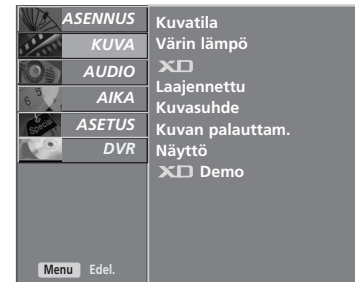 ASENNUS
KUVA
AUDIO
AIKA
ASETUS
DVR
Menu Edel.
Kuvatila
Värin lämpö
XD
Laajennettu
Kuvasuhde
Kuvan palauttam.
Näyttö
XD Demo